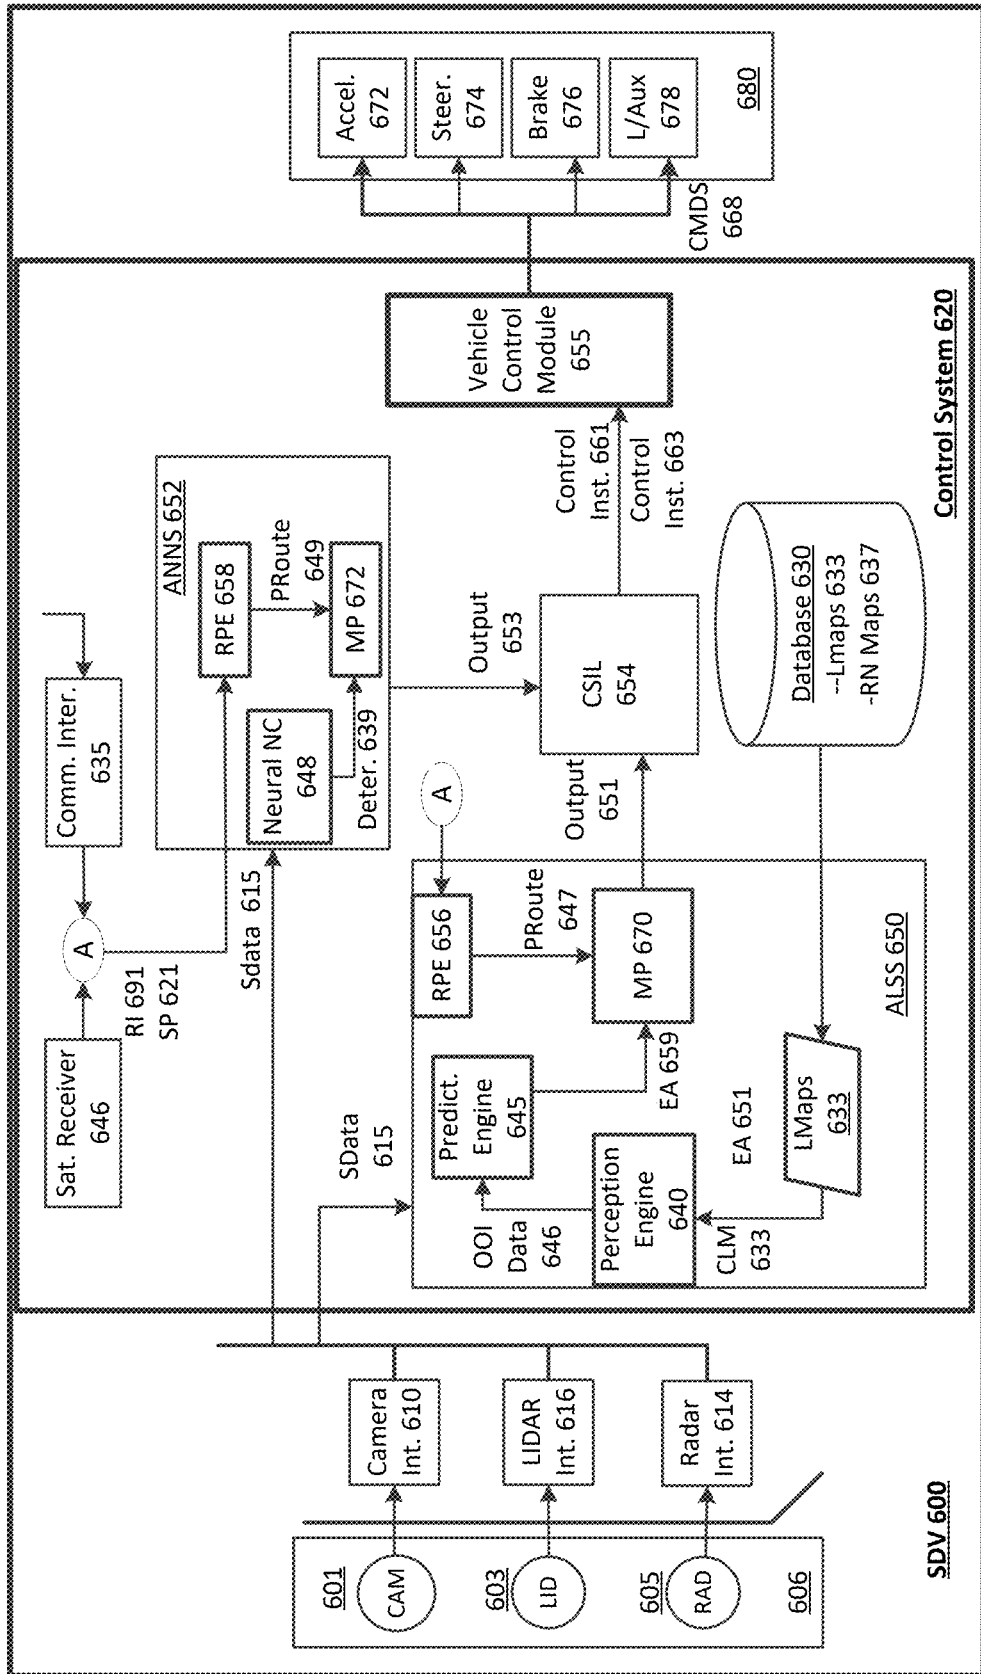 Sat. Receiver
646
A
Comm. Inter.
635
RI 691
SP 621
Sdata 615
ANNS 652
RPE 658
PRoute
649
Neural NC
648
MP 672
Deter. 639
A
SData
615
RPE 656
PRoute
647
Predict.
Engine
645
MP 670
EA 659
OOI
Data
646
Perception
Engine
640
EA 651
CLM
633
LMaps
633
ALSS 650
Output
653
Output
651
CSIL
654
Control
Inst. 661
Control
Inst. 663
Vehicle
Control
Module
655
Database 630
--Lmaps 633
-RN Maps 637
Control System 620
Accel.
672
Steer.
674
Brake
676
L/Aux
678
680
CMDS
668
601
CAM
Camera
Int. 610
603
LID
LIDAR
Int. 616
605
RAD
Radar
Int. 614
606
SDV 600